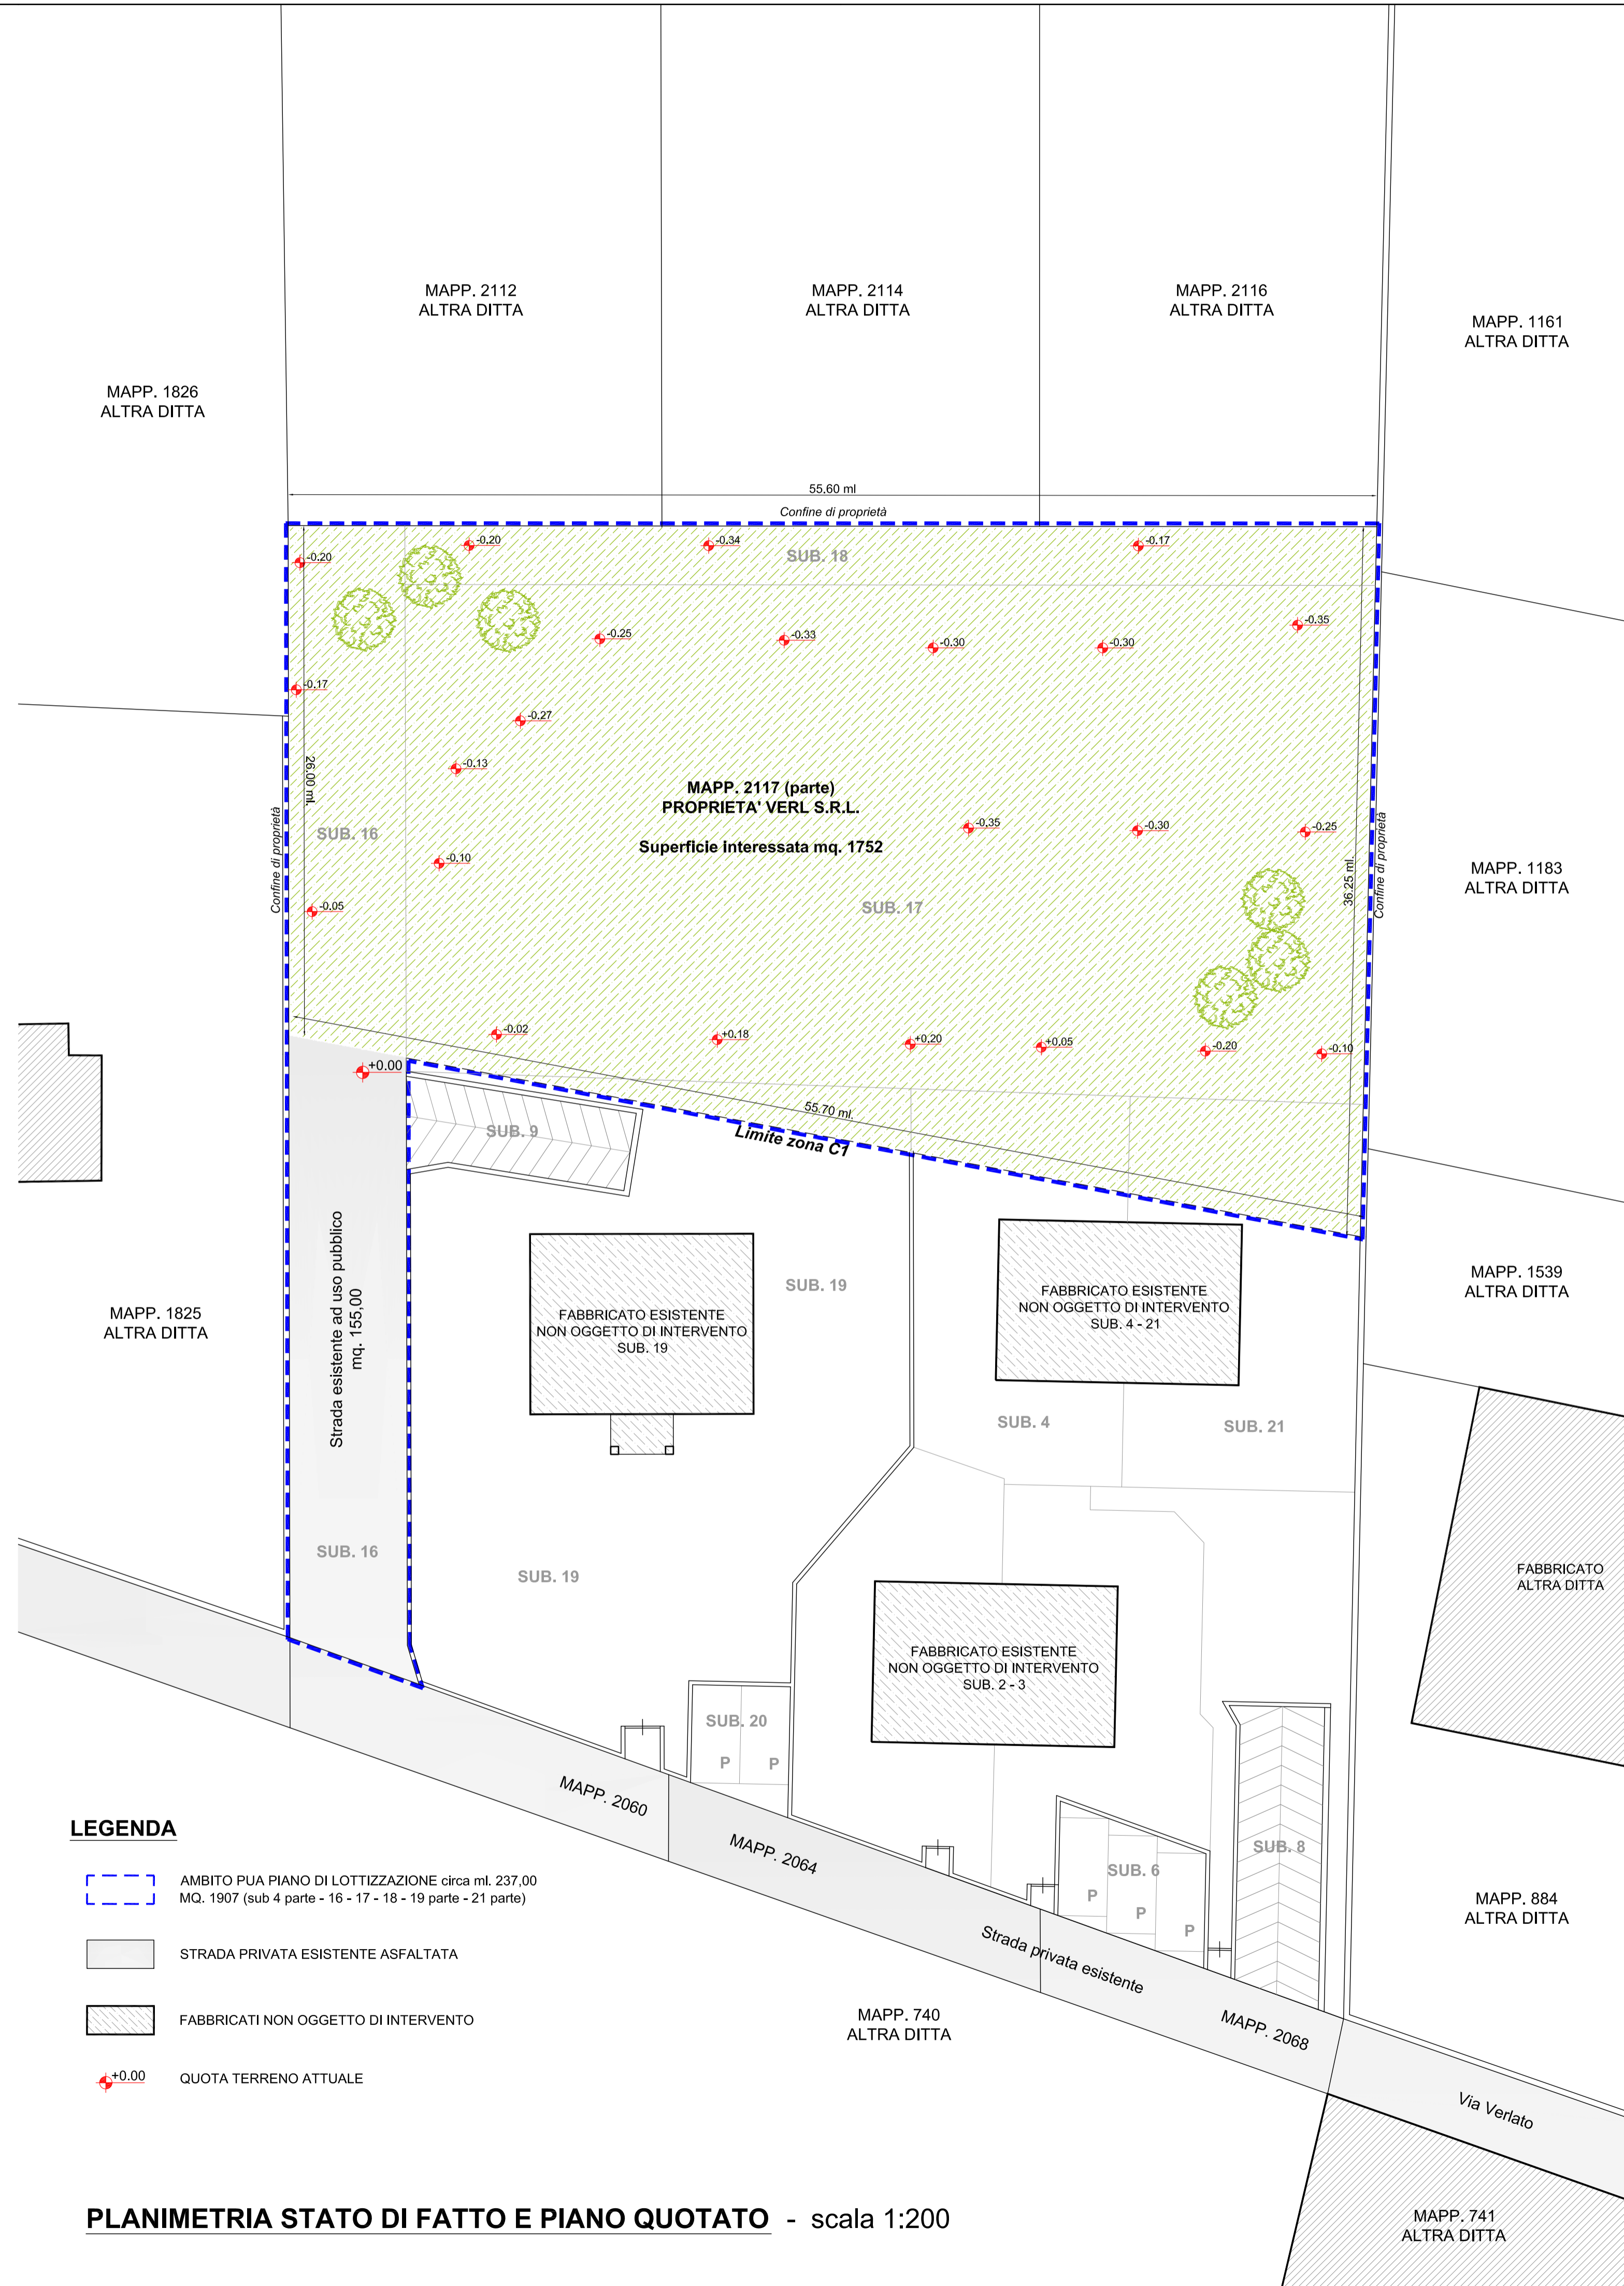 MAPP. 2112
ALTRA DITTA
MAPP. 2114
ALTRA DITTA
MAPP. 2116
ALTRA DITTA
MAPP. 1161
ALTRA DITTA
MAPP. 1826
ALTRA DITTA
55.60 ml
Confine di proprietà
-0.20
-0.34
-0.17
SUB. 18
-0.20
-0.35
-0.25
-0.33
-0.30
-0.30
-0.17
-0.27
-0.13
26.00 ml.
MAPP. 2117 (parte)
PROPRIETA' VERL S.R.L.
Superficie interessata mq. 1752
-0.35
-0.30
-0.25
SUB. 16
Confine di proprietà
Confine di proprietà
36.25 ml.
-0.10
MAPP. 1183
ALTRA DITTA
-0.05
SUB. 17
-0.02
+0.18
+0.20
+0.05
-0.20
-0.10
+0.00
55.70 ml.
Limite zona C1
SUB. 9
Strada esistente ad uso pubblico
mq. 155,00
SUB. 19
FABBRICATO ESISTENTE
NON OGGETTO DI INTERVENTO
SUB. 19
FABBRICATO ESISTENTE
NON OGGETTO DI INTERVENTO
SUB. 4 - 21
MAPP. 1539
ALTRA DITTA
MAPP. 1825
ALTRA DITTA
SUB. 4
SUB. 21
SUB. 16
SUB. 19
FABBRICATO
ALTRA DITTA
FABBRICATO ESISTENTE
NON OGGETTO DI INTERVENTO
SUB. 2 - 3
SUB. 20
P
P
MAPP. 2060
MAPP. 2064
SUB. 6
P
P
P
SUB. 8
MAPP. 884
ALTRA DITTA
Strada privata esistente
MAPP. 2068
Via Verlato
MAPP. 740
ALTRA DITTA
MAPP. 741
ALTRA DITTA
LEGENDA
AMBITO PUA PIANO DI LOTTIZZAZIONE circa ml. 237,00
MQ. 1907 (sub 4 parte - 16 - 17 - 18 - 19 parte - 21 parte)
STRADA PRIVATA ESISTENTE ASFALTATA
FABBRICATI NON OGGETTO DI INTERVENTO
+0.00
QUOTA TERRENO ATTUALE
PLANIMETRIA STATO DI FATTO E PIANO QUOTATO - scala 1:200